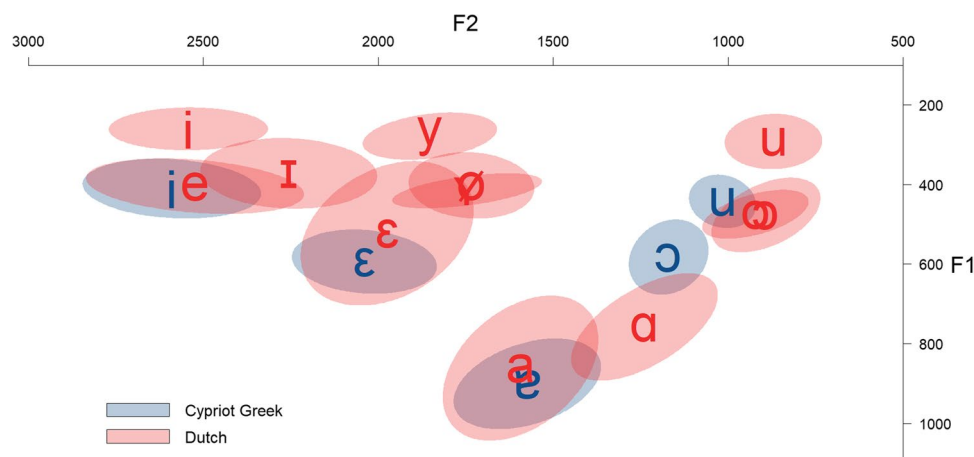 F2
3000 2500 2000 1500 1000 500
200
i y u
ɪ
i e ø u 400
o ɔ
ɛ
ɛ ɔ 600 F1
ɑ
800
a
Cypriot Greek
Dutch 1000